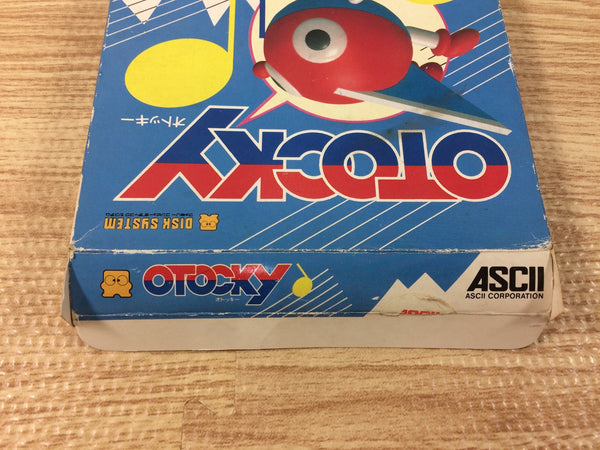 オトッキー
OTOCKY
DISK SYSTEM
OTOCKY
オトッキー
ASCII
ASCII CORPORATION